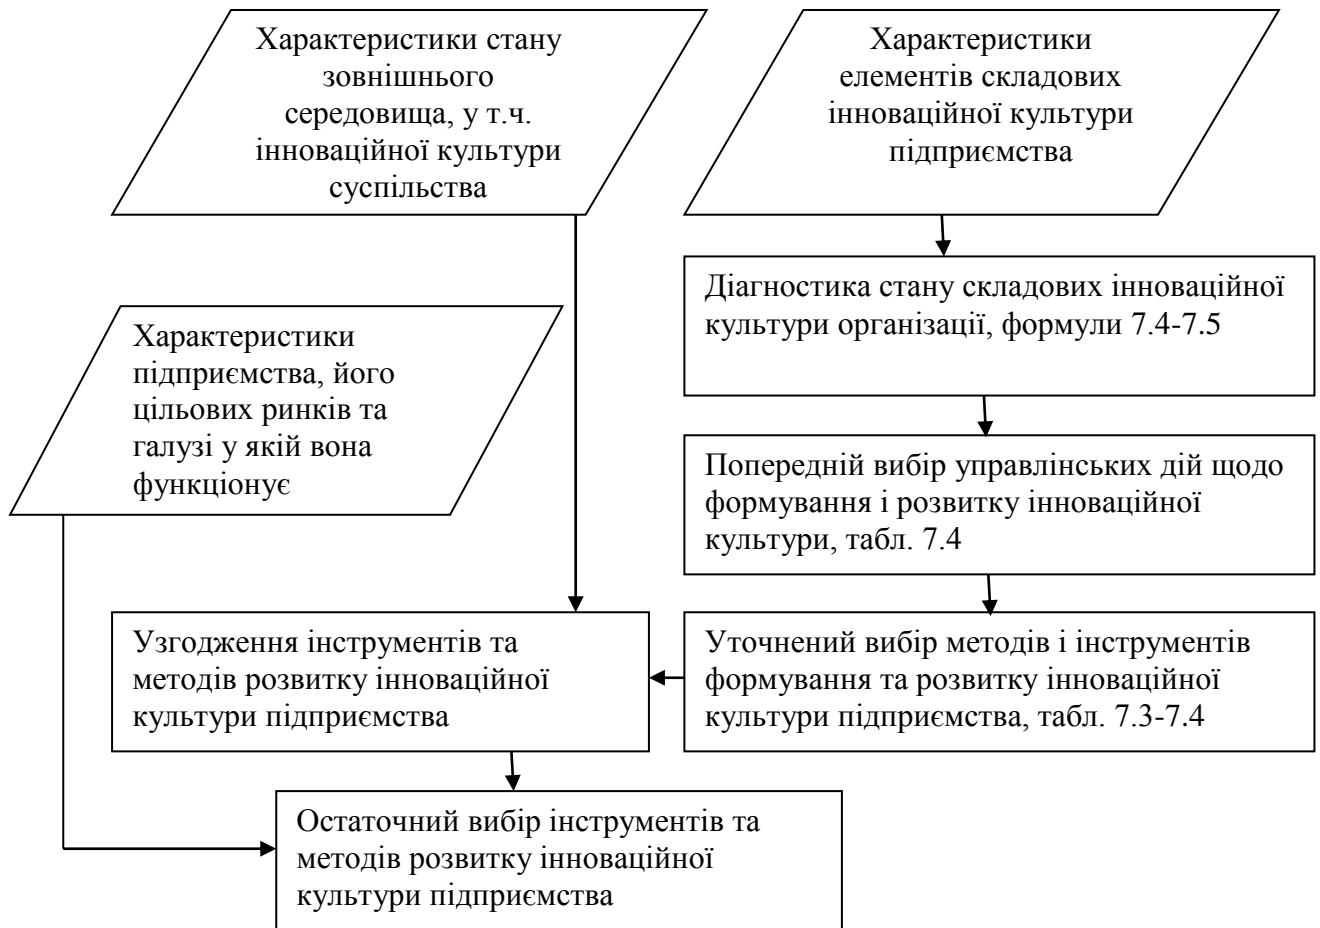 Характеристики стану
зовнішнього
середовища, у т.ч.
інноваційної культури
суспільства
Характеристики
елементів складових
інноваційної культури
підприємства
Діагностика стану складових інноваційної
культури організації, формули 7.4-7.5
Характеристики
підприємства, його
цільових ринків та
галузі у якій вона
функціонує
Попередній вибір управлінських дій щодо
формування і розвитку інноваційної
культури, табл. 7.4
Узгодження інструментів та
методів розвитку інноваційної
культури підприємства
Уточнений вибір методів і інструментів
формування та розвитку інноваційної
культури підприємства, табл. 7.3-7.4
Остаточний вибір інструментів та
методів розвитку інноваційної
культури підприємства